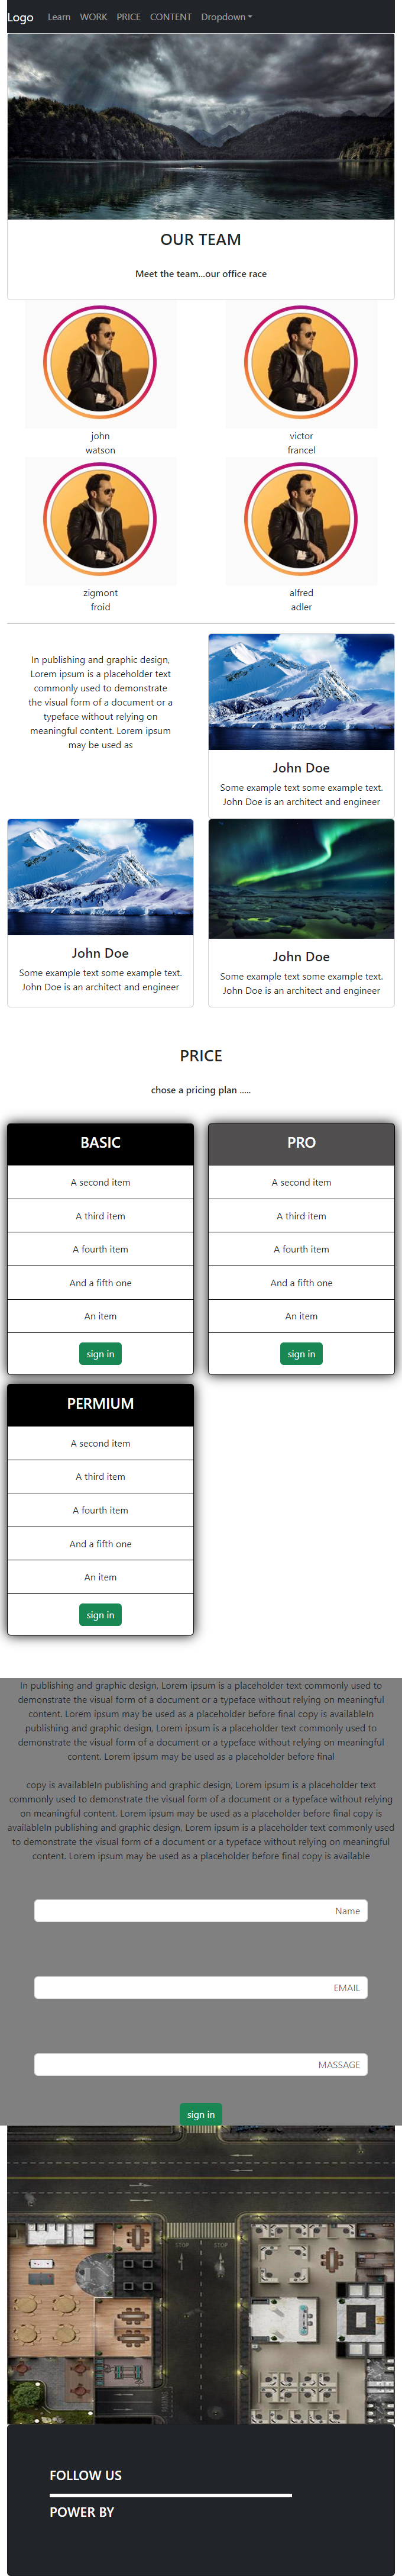 Logo Learn WORK PRICE CONTENT Dropdown
OUR TEAM
Meet the team...our office race
john
watson
victor
francel
zigmont
froid
alfred
adler
In publishing and graphic design,
Lorem ipsum is a placeholder text
commonly used to demonstrate
the visual form of a document or a
typeface without relying on
meaningful content. Lorem ipsum
may be used as
John Doe
Some example text some example text.
John Doe is an architect and engineer
John Doe
Some example text some example text.
John Doe is an architect and engineer
John Doe
Some example text some example text.
John Doe is an architect and engineer
PRICE
chose a pricing plan .....
BASIC
A second item
A third item
A fourth item
And a fifth one
An item
sign in
PRO
A second item
A third item
A fourth item
And a fifth one
An item
sign in
PERMIUM
A second item
A third item
A fourth item
And a fifth one
An item
sign in
In publishing and graphic design, Lorem ipsum is a placeholder text commonly used to
demonstrate the visual form of a document or a typeface without relying on meaningful
content. Lorem ipsum may be used as a placeholder before final copy is availableIn
publishing and graphic design, Lorem ipsum is a placeholder text commonly used to
demonstrate the visual form of a document or a typeface without relying on meaningful
content. Lorem ipsum may be used as a placeholder before final
copy is availableIn publishing and graphic design, Lorem ipsum is a placeholder text
commonly used to demonstrate the visual form of a document or a typeface without relying
on meaningful content. Lorem ipsum may be used as a placeholder before final copy is
availableIn publishing and graphic design, Lorem ipsum is a placeholder text commonly used
to demonstrate the visual form of a document or a typeface without relying on meaningful
content. Lorem ipsum may be used as a placeholder before final copy is available
Name
EMAIL
MASSAGE
sign in
STOP STOP
FOLLOW US
POWER BY